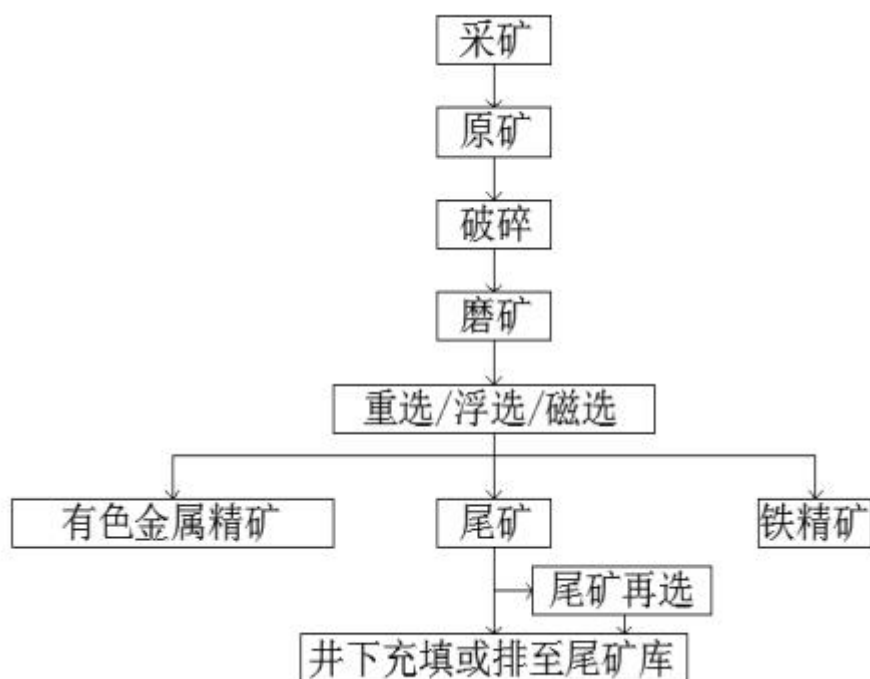 采矿
原矿
破碎
磨矿
重选/浮选/磁选
有色金属精矿
尾矿
铁精矿
尾矿再选
井下充填或排至尾矿库